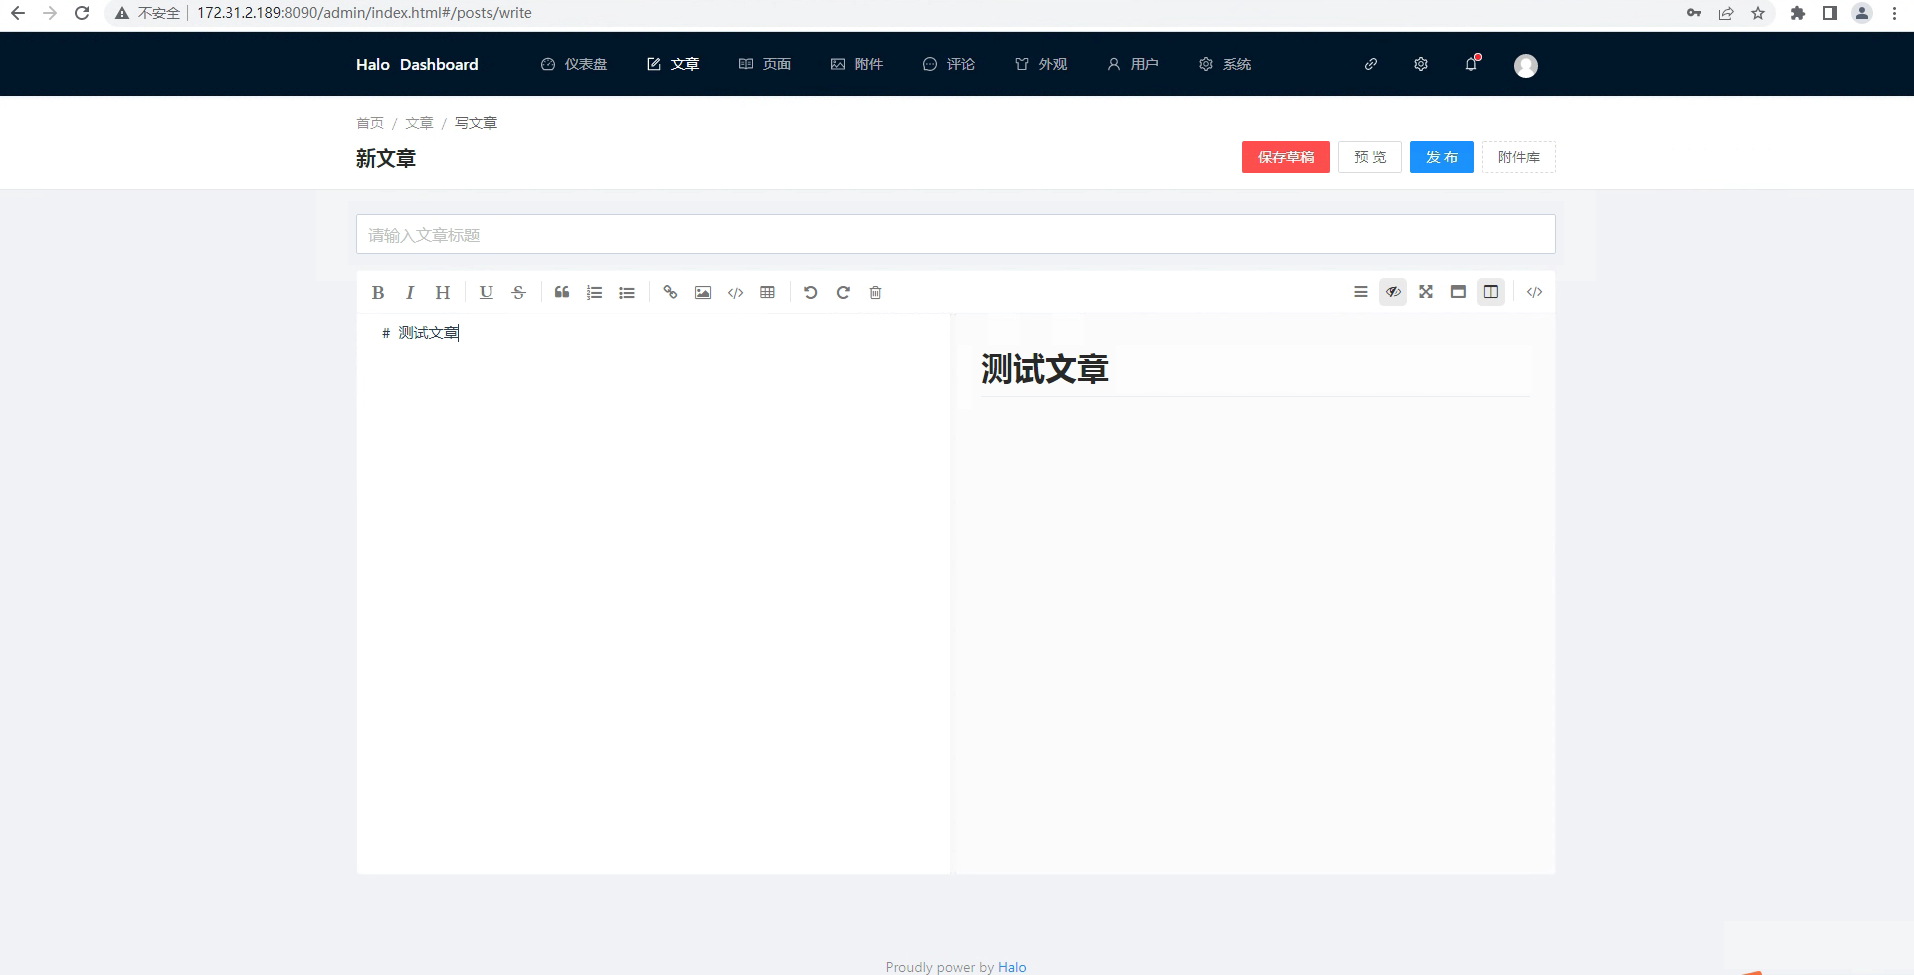 不安全 172.31.2.189:8090/admin/index.html#/posts/write
Halo Dashboard 仪表盘 文章 页面 附件 评论 外观 用户 系统
首页 / 文章 / 写文章
新文章 保存草稿 预 览 发 布 附件库
请输入文章标题
B I H U S
# 测试文章
测试文章
Proudly power by Halo